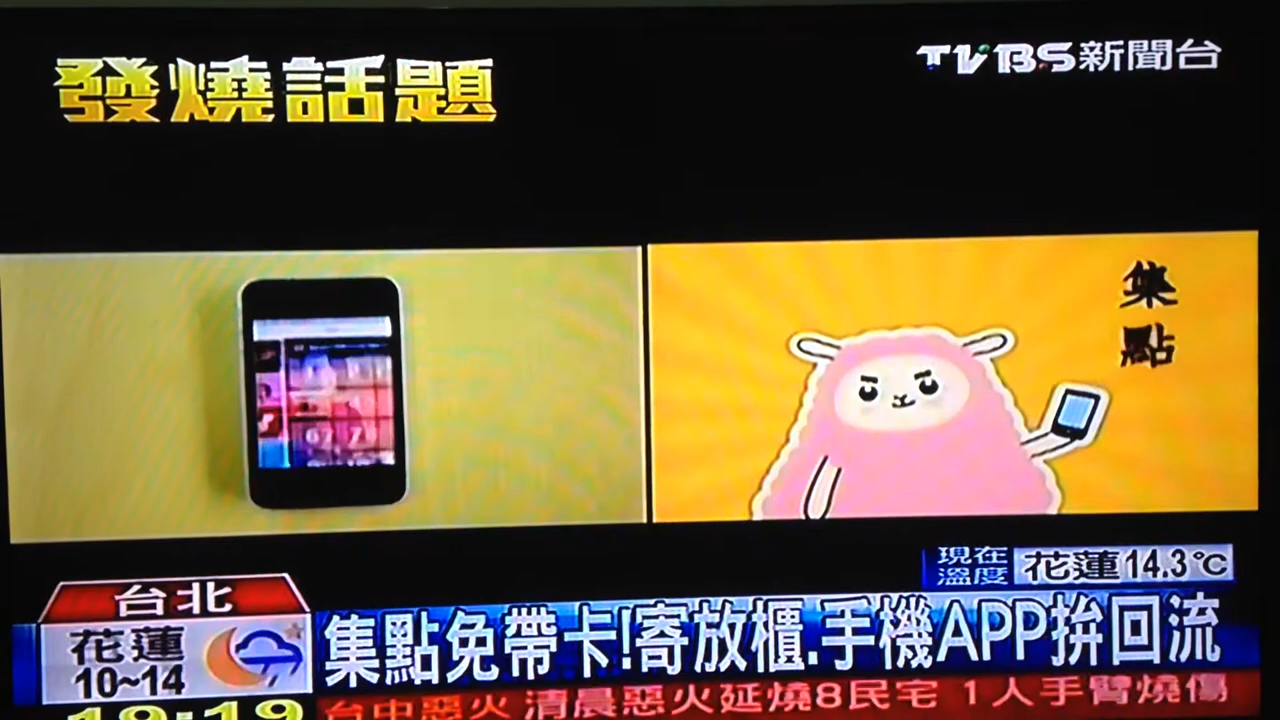 發燒話題
TVBS新聞台
集
點
現在
溫度
花蓮14.3℃
台北
花蓮
10~14
集點免帶卡!寄放櫃.手機APP拚回流
19:19
台中惡火 清晨惡火延燒8民宅 1人手臂燒傷